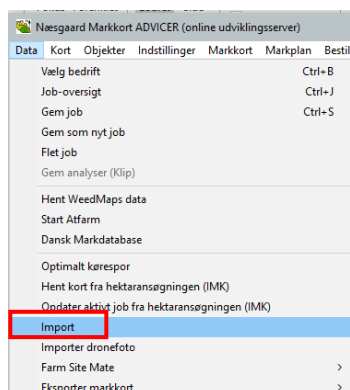 Næsgaard Markkort ADVICER (online udviklingsserver)
Data Kort Objekter Indstillinger Markkort Markplan Bestil
Vælg bedrift Ctrl+B
Job-oversigt Ctrl+J
Gem job Ctrl+S
Gem som nyt job
Flet job
Gem analyser (Klip)
Hent WeedMaps data
Start Atfarm
Dansk Markdatabase
Optimalt kørespor
Hent kort fra hektaransøgningen (IMK)
Opdater aktivt job fra hektaransøgningen (IMK)
Import
Importer dronefoto
Farm Site Mate >
Eksporter markkort >